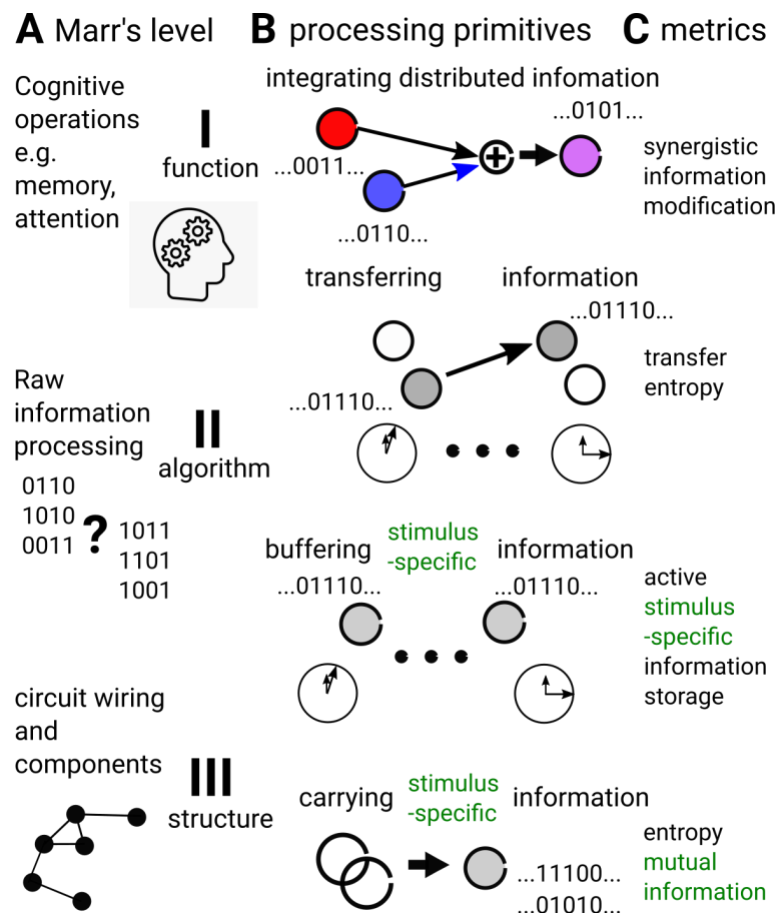 A Marr's level
B processing primitives
C metrics
Cognitive
operations
e.g.
memory,
attention
I
function
integrating distributed infomation
...0101...
...0011...
...0110...
synergistic
information
modification
transferring information
...01110...
...01110...
transfer
entropy
Raw
information
processing
0110
1010
0011
?
1011
1101
1001
II
algorithm
buffering stimulus
-specific information
...01110...
...01110...
active
stimulus
-specific
information
storage
circuit wiring
and
components
III
structure
carrying stimulus
-specific information
...11100...
...01010...
entropy
mutual
information